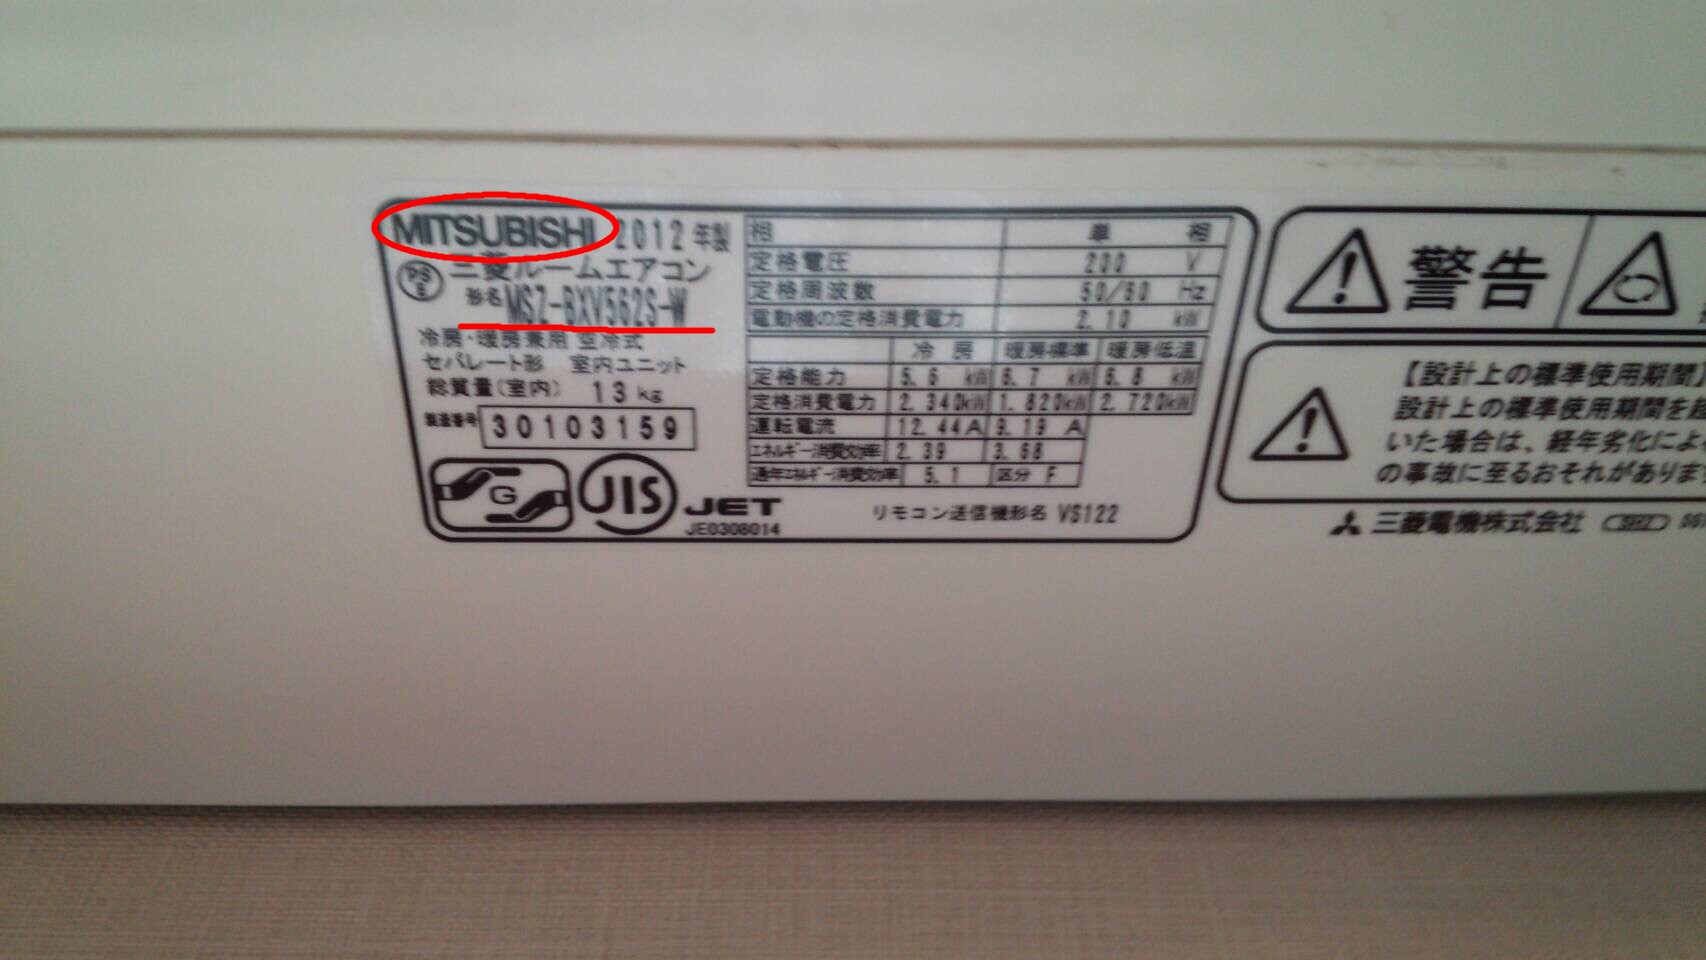 MITSUBISHI 2012年製
PS E 三菱ルームエアコン
形名 MSZ-BXV562S-W
冷房・暖房兼用 空冷式
セパレート形 室内ユニット
総質量(室内) 13 kg
製造番号 30103159
G JIS JET
JE0308014
相 単 相
定格電圧 200 V
定格周波数 50/60 Hz
電動機の定格消費電力 2.10 kW
冷 房 暖房標準 暖房低温
定格能力 5.6 kW 6.7 kW 6.8 kW
定格消費電力 2.340kW 1.820kW 2.720kW
運転電流 12.44A 9.19 A
エネルギー消費効率 2.39 3.68
通年エネルギー消費効率 5.1 区分 F
リモコン送信機形名 VS122
警告
【設計上の標準使用期間】
設計上の標準使用期間を
いた場合は、経年劣化によ
の事故に至るおそれがありま
三菱電機株式会社